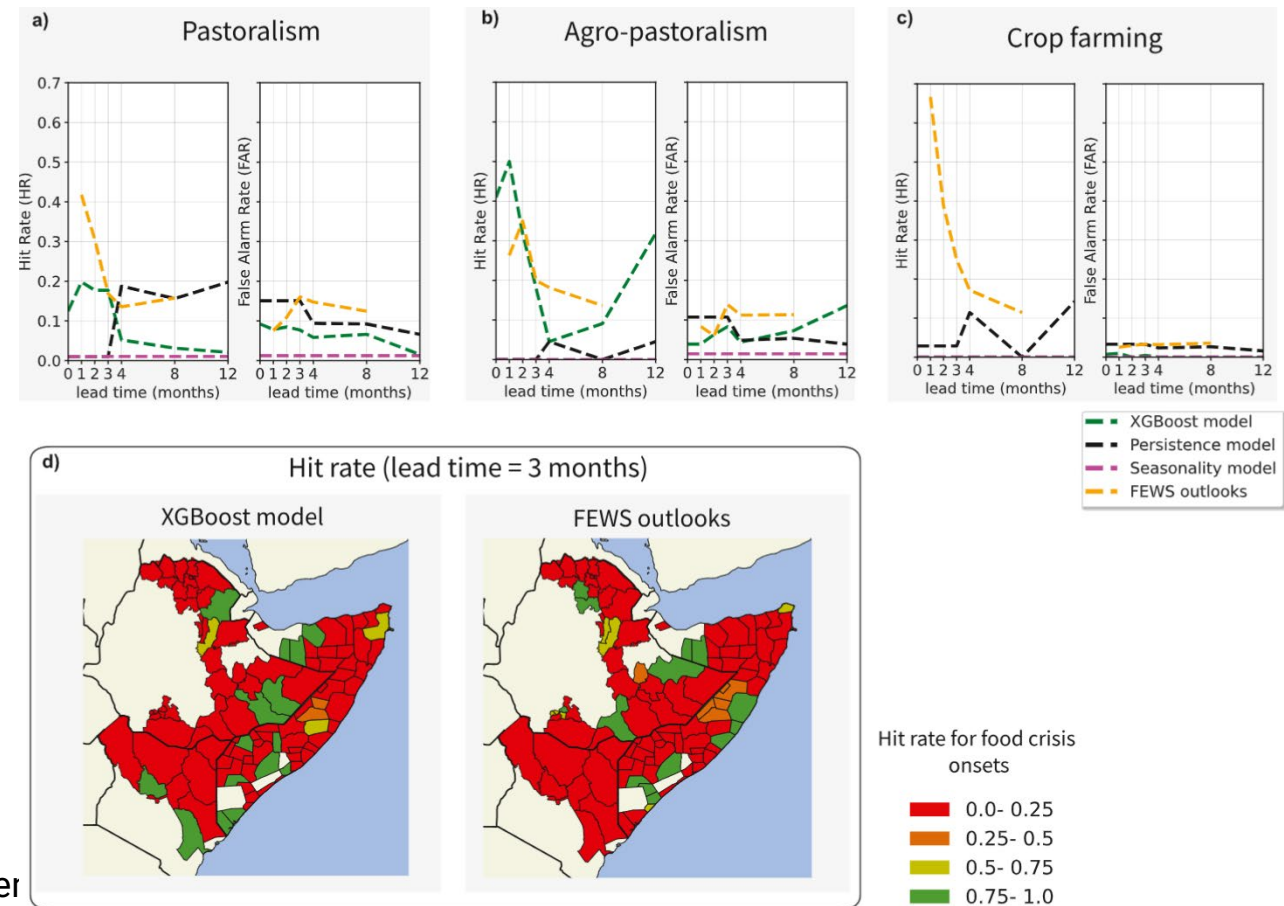 a)
Pastoralism
0.7
0.6
0.5
0.4
0.3
0.2
0.1
0.0
Hit Rate (HR)
0 1 2 3 4 8 12
lead time (months)
False Alarm Rate (FAR)
0 1 2 3 4 8 12
lead time (months)
b)
Agro-pastoralism
Hit Rate (HR)
0 1 2 3 4 8 12
lead time (months)
False Alarm Rate (FAR)
0 1 2 3 4 8 12
lead time (months)
c)
Crop farming
Hit Rate (HR)
0 1 2 3 4 8 12
lead time (months)
False Alarm Rate (FAR)
0 1 2 3 4 8 12
lead time (months)
XGBoost model
Persistence model
Seasonality model
FEWS outlooks
d)
Hit rate (lead time = 3 months)
XGBoost model
FEWS outlooks
Hit rate for food crisis
onsets
0.0- 0.25
0.25- 0.5
0.5- 0.75
0.75- 1.0